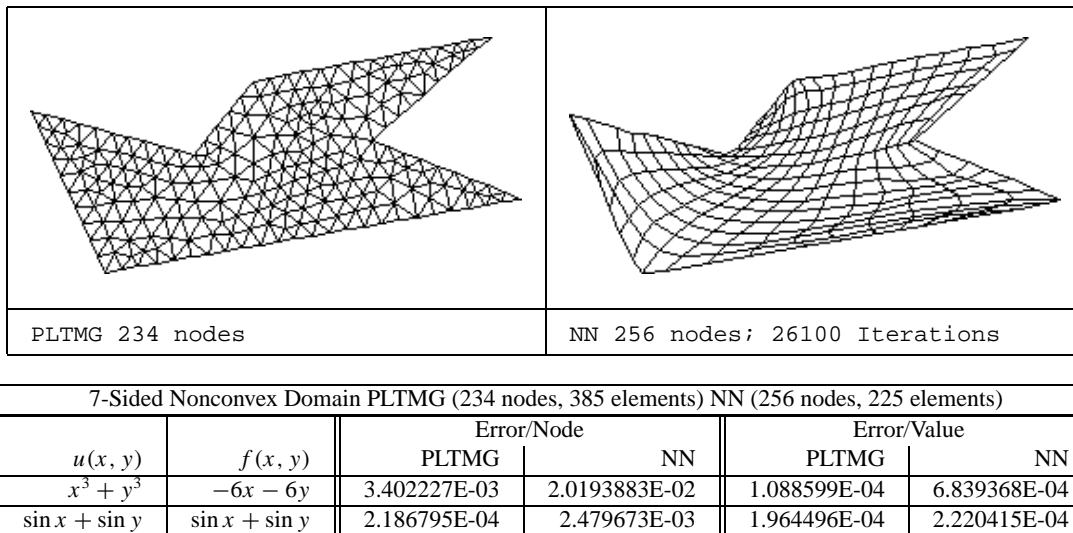 PLTMG 234 nodes
NN 256 nodes; 26100 Iterations
7-Sided Nonconvex Domain PLTMG (234 nodes, 385 elements) NN (256 nodes, 225 elements)
Error/Node Error/Value
u(x, y) f(x, y) PLTMG NN PLTMG NN
x³ + y³ −6x − 6y 3.402227E-03 2.0193883E-02 1.088599E-04 6.839368E-04
sin x + sin y sin x + sin y 2.186795E-04 2.479673E-03 1.964496E-04 2.220415E-04